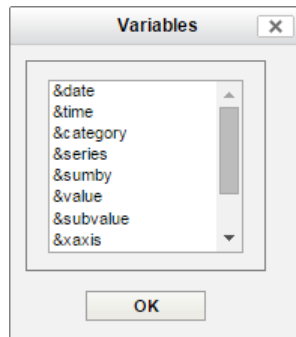 Variables
&date
&time
&category
&series
&sumby
&value
&subvalue
&xaxis
OK